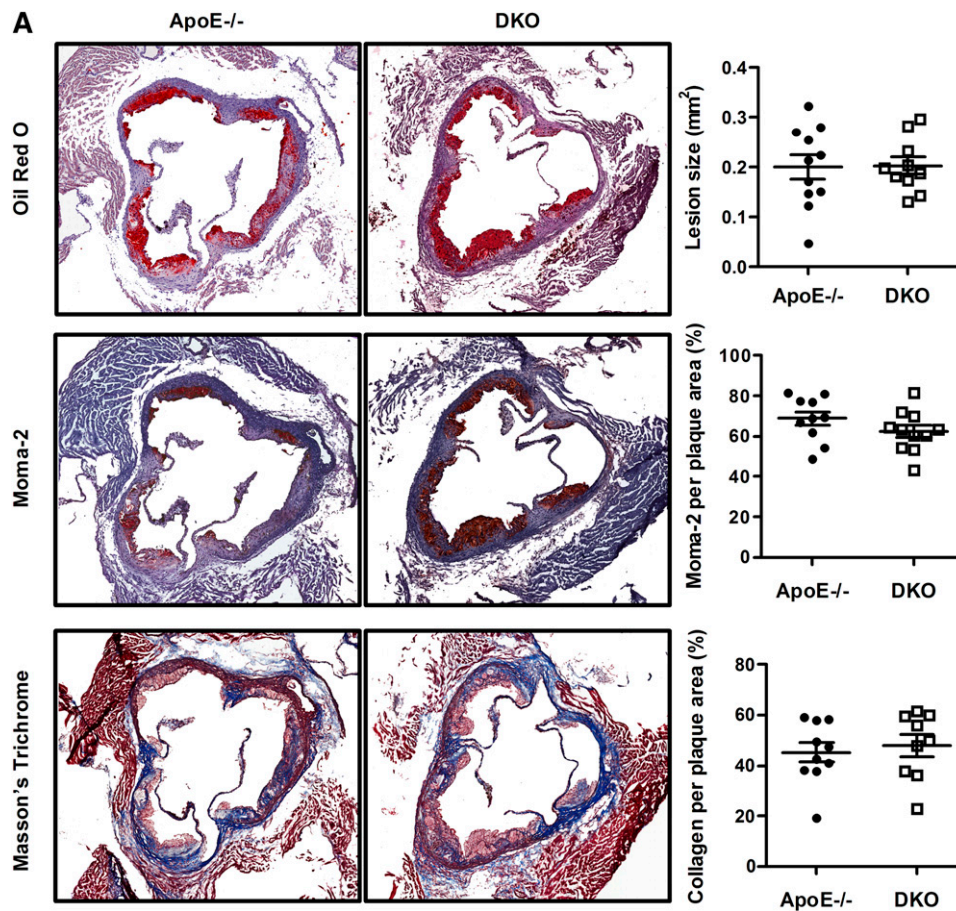 A
ApoE-/-
DKO
Oil Red O
Lesion size (mm²)
0.4
0.3
0.2
0.1
0.0
ApoE-/-
DKO
Moma-2
Moma-2 per plaque area (%)
100
80
60
40
20
0
ApoE-/-
DKO
Masson's Trichrome
Collagen per plaque area (%)
80
60
40
20
0
ApoE-/-
DKO